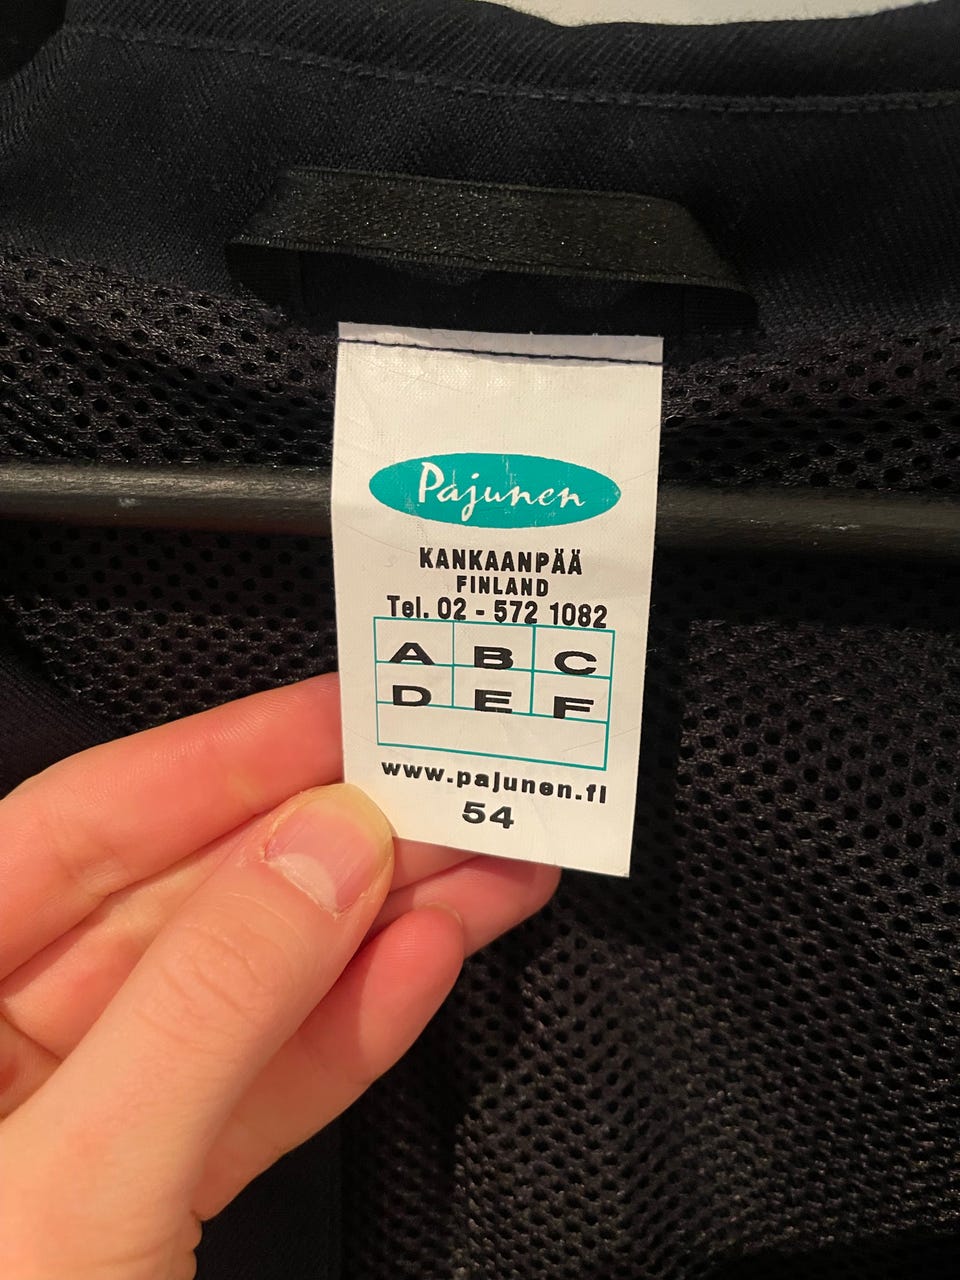 Pajunen
KANKAANPÄÄ
FINLAND
Tel. 02 - 572 1082
A B C
D E F
www.pajunen.fi
54